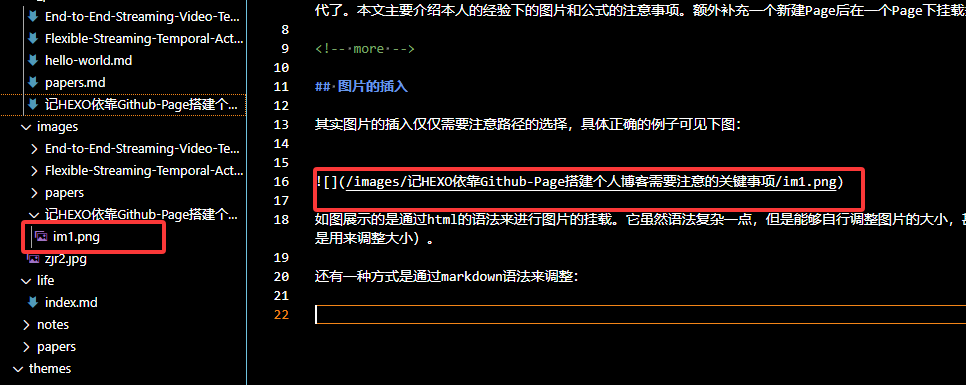 End-to-End-Streaming-Video-Te...
Flexible-Streaming-Temporal-Act...
hello-world.md
papers.md
记HEXO依靠Github-Page搭建个...
images
End-to-End-Streaming-Video-Te...
Flexible-Streaming-Temporal-Act...
papers
记HEXO依靠Github-Page搭建个...
im1.png
zjr2.jpg
life
index.md
notes
papers
themes
代了。本文主要介绍本人的经验下的图片和公式的注意事项。额外补充一个新建Page后在一个Page下挂载
8
9 <!-- more -->
10
11 ## 图片的插入
12
13 其实图片的插入仅仅需要注意路径的选择，具体正确的例子可见下图：
14
15
16 ![](/images/记HEXO依靠Github-Page搭建个人博客需要注意的关键事项/im1.png)
17
18 如图展示的是通过html的语法来进行图片的挂载。它虽然语法复杂一点，但是能够自行调整图片的大小，
是用来调整大小）。
19
20 还有一种方式是通过markdown语法来调整：
21
22